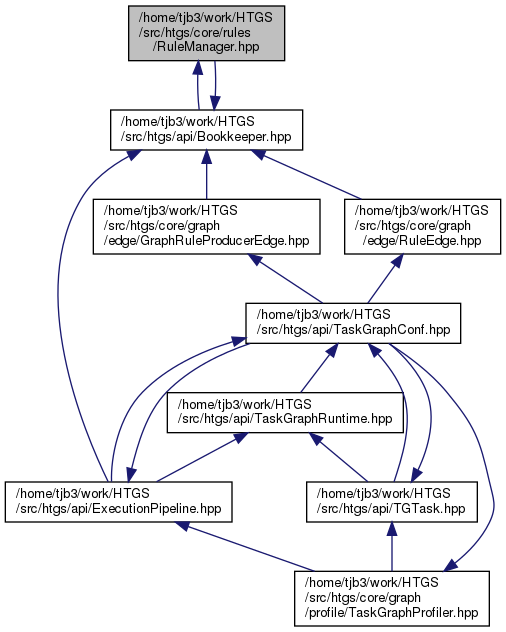 /home/tjb3/work/HTGS
/src/htgs/core/rules
/RuleManager.hpp
/home/tjb3/work/HTGS
/src/htgs/api/Bookkeeper.hpp
/home/tjb3/work/HTGS
/src/htgs/core/graph
/edge/GraphRuleProducerEdge.hpp
/home/tjb3/work/HTGS
/src/htgs/core/graph
/edge/RuleEdge.hpp
/home/tjb3/work/HTGS
/src/htgs/api/TaskGraphConf.hpp
/home/tjb3/work/HTGS
/src/htgs/api/TaskGraphRuntime.hpp
/home/tjb3/work/HTGS
/src/htgs/api/ExecutionPipeline.hpp
/home/tjb3/work/HTGS
/src/htgs/api/TGTask.hpp
/home/tjb3/work/HTGS
/src/htgs/core/graph
/profile/TaskGraphProfiler.hpp